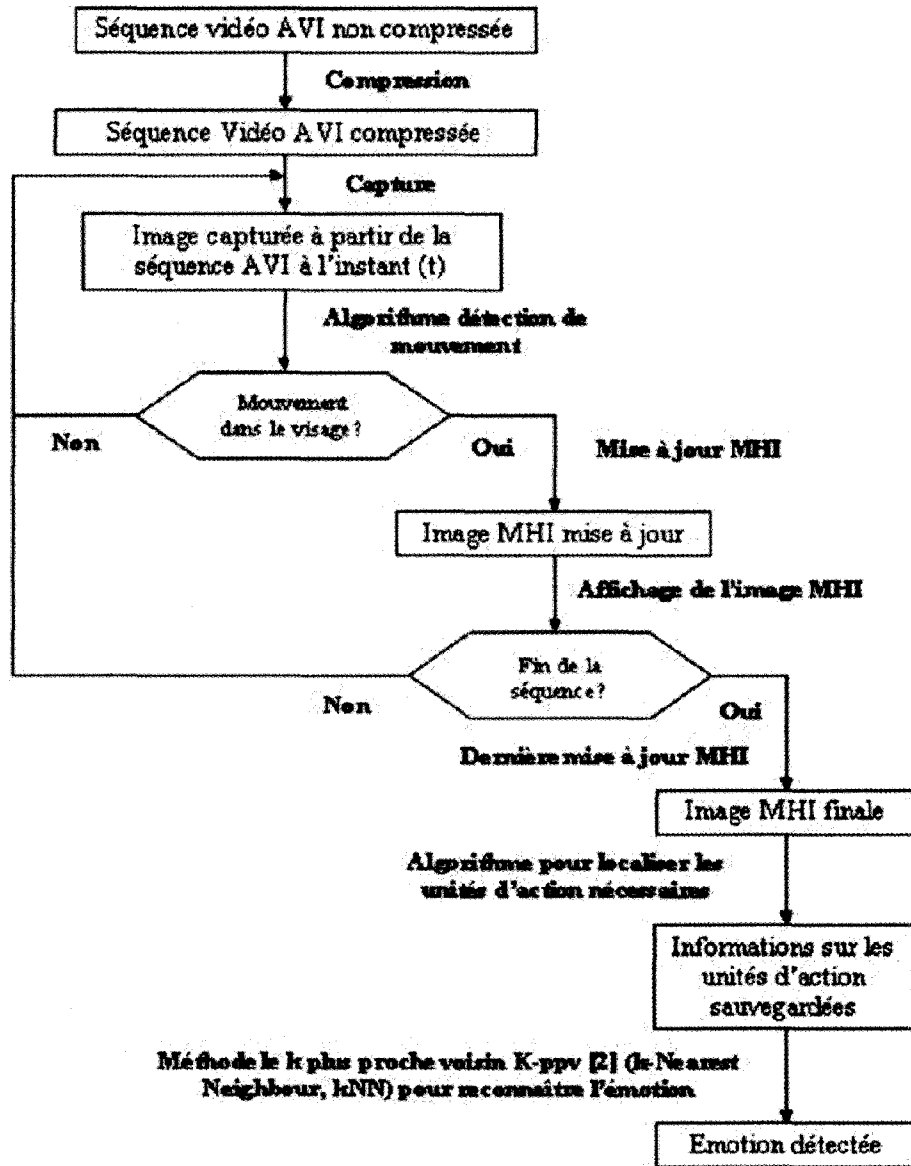 Séquence vidéo AVI non compressée
Compression
Séquence Vidéo AVI compressée
Capture
Image capturée à partir de la
séquence AVI à l'instant (t)
Algorithme détection de
mouvement
Mouvement
dans le visage?
Non
Oui
Mise à jour MHI
Image MHI mise à jour
Affichage de l'image MHI
Fin de la
séquence?
Non
Oui
Dernière mise à jour MHI
Image MHI finale
Algorithme pour localiser les
unités d'action nécessaires
Informations sur les
unités d'action
sauvegardées
Méthode le k plus proche voisin K-ppv [2] (k-Nearest
Neighbour, kNN) pour reconnaître l'émotion
Emotion détectée